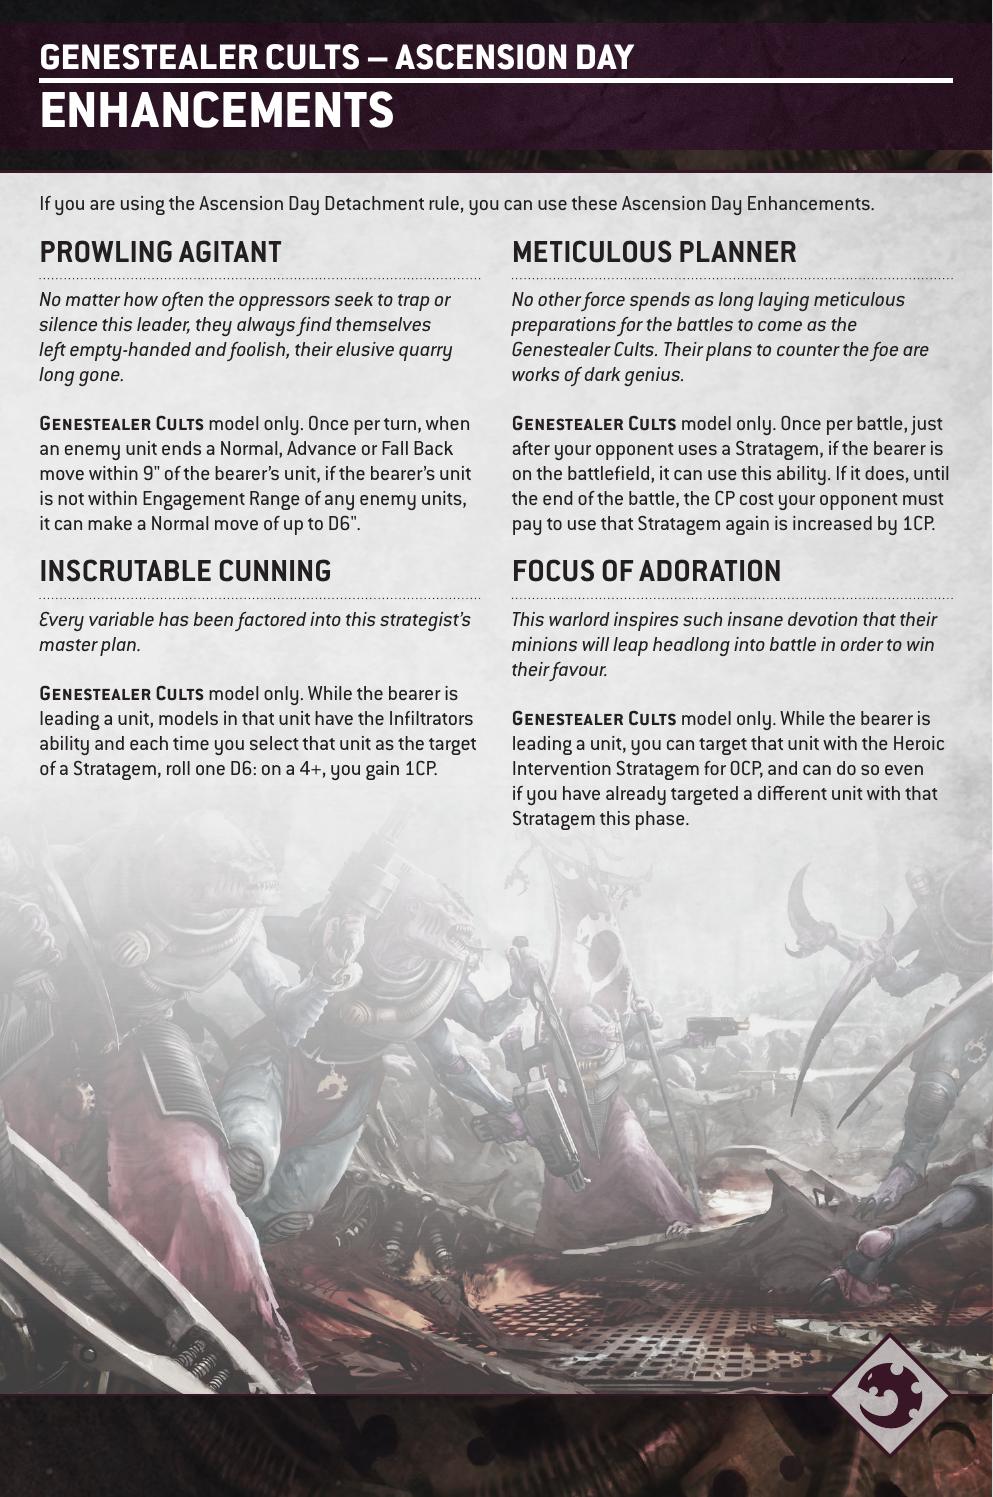 GENESTEALER CULTS – ASCENSION DAY
ENHANCEMENTS
If you are using the Ascension Day Detachment rule, you can use these Ascension Day Enhancements.
PROWLING AGITANT
No matter how often the oppressors seek to trap or
silence this leader, they always find themselves
left empty-handed and foolish, their elusive quarry
long gone.
GENESTEALER CULTS model only. Once per turn, when
an enemy unit ends a Normal, Advance or Fall Back
move within 9" of the bearer's unit, if the bearer's unit
is not within Engagement Range of any enemy units,
it can make a Normal move of up to D6".
INSCRUTABLE CUNNING
Every variable has been factored into this strategist's
master plan.
GENESTEALER CULTS model only. While the bearer is
leading a unit, models in that unit have the Infiltrators
ability and each time you select that unit as the target
of a Stratagem, roll one D6: on a 4+, you gain 1CP.
METICULOUS PLANNER
No other force spends as long laying meticulous
preparations for the battles to come as the
Genestealer Cults. Their plans to counter the foe are
works of dark genius.
GENESTEALER CULTS model only. Once per battle, just
after your opponent uses a Stratagem, if the bearer is
on the battlefield, it can use this ability. If it does, until
the end of the battle, the CP cost your opponent must
pay to use that Stratagem again is increased by 1CP.
FOCUS OF ADORATION
This warlord inspires such insane devotion that their
minions will leap headlong into battle in order to win
their favour.
GENESTEALER CULTS model only. While the bearer is
leading a unit, you can target that unit with the Heroic
Intervention Stratagem for 0CP, and can do so even
if you have already targeted a different unit with that
Stratagem this phase.